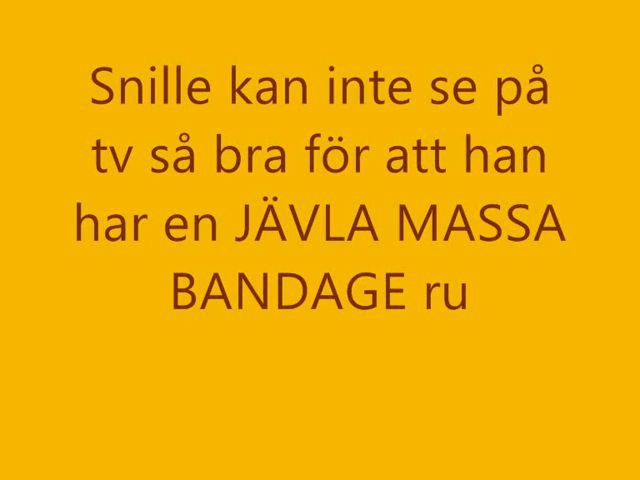 Snille kan inte se på
tv så bra för att han
har en JÄVLA MASSA
BANDAGE ru